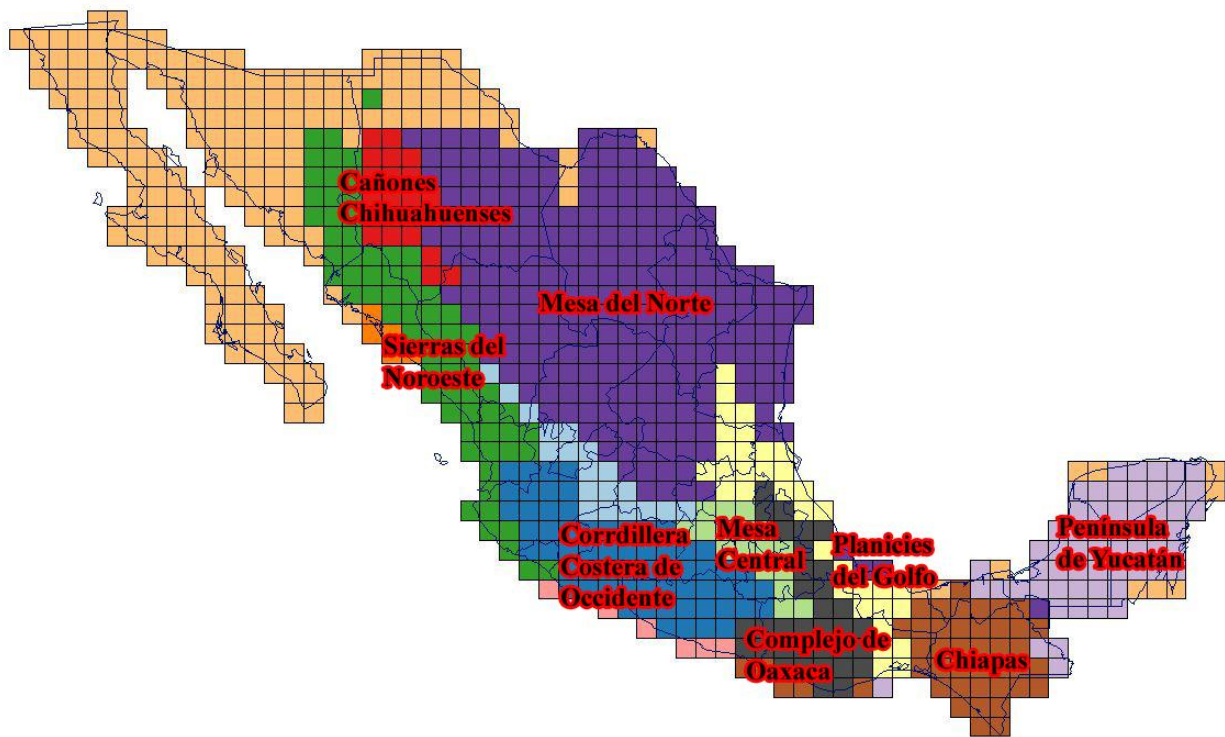 Cañones
Chihuahuenses
Mesa del Norte
Sierras del
Noroeste
Corrdillera
Costera de
Occidente
Mesa
Central
Planicies
del Golfo
Península
de Yucatán
Complejo de
Oaxaca
Chiapas